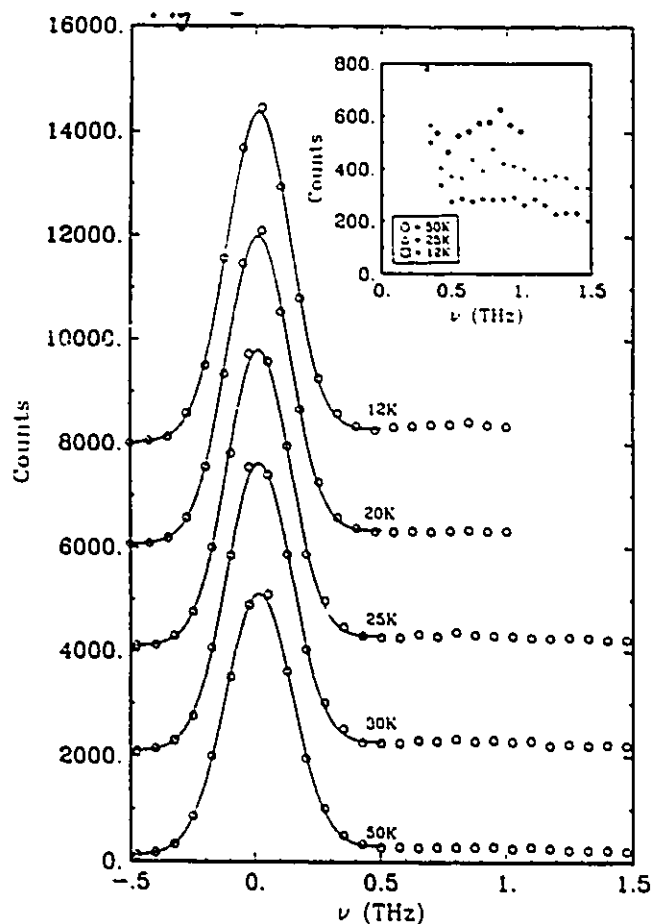 16000.
14000.
12000.
10000.
8000.
6000.
4000.
2000.
0.
Counts
-.5
0.
0.5
1.0
1.5
ν (THz)
12K
20K
25K
30K
50K
800.
600.
400.
200.
0.
Counts
0.
0.5
1.
1.5
ν (THz)
= 50K
= 25K
= 12K